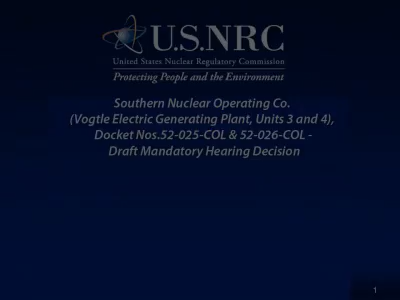 U.S.NRC
United States Nuclear Regulatory Commission
Protecting People and the Environment
Southern Nuclear Operating Co.
(Vogtle Electric Generating Plant, Units 3 and 4),
Docket Nos.52-025-COL & 52-026-COL -
Draft Mandatory Hearing Decision
1